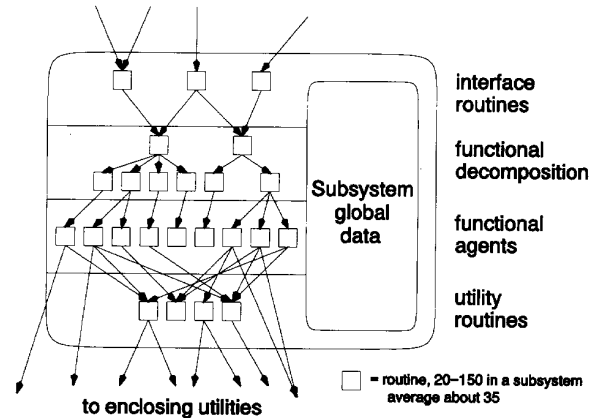 interface
routines
functional
decomposition
Subsystem
global
data
functional
agents
utility
routines
= routine, 20–150 in a subsystem
average about 35
to enclosing utilities